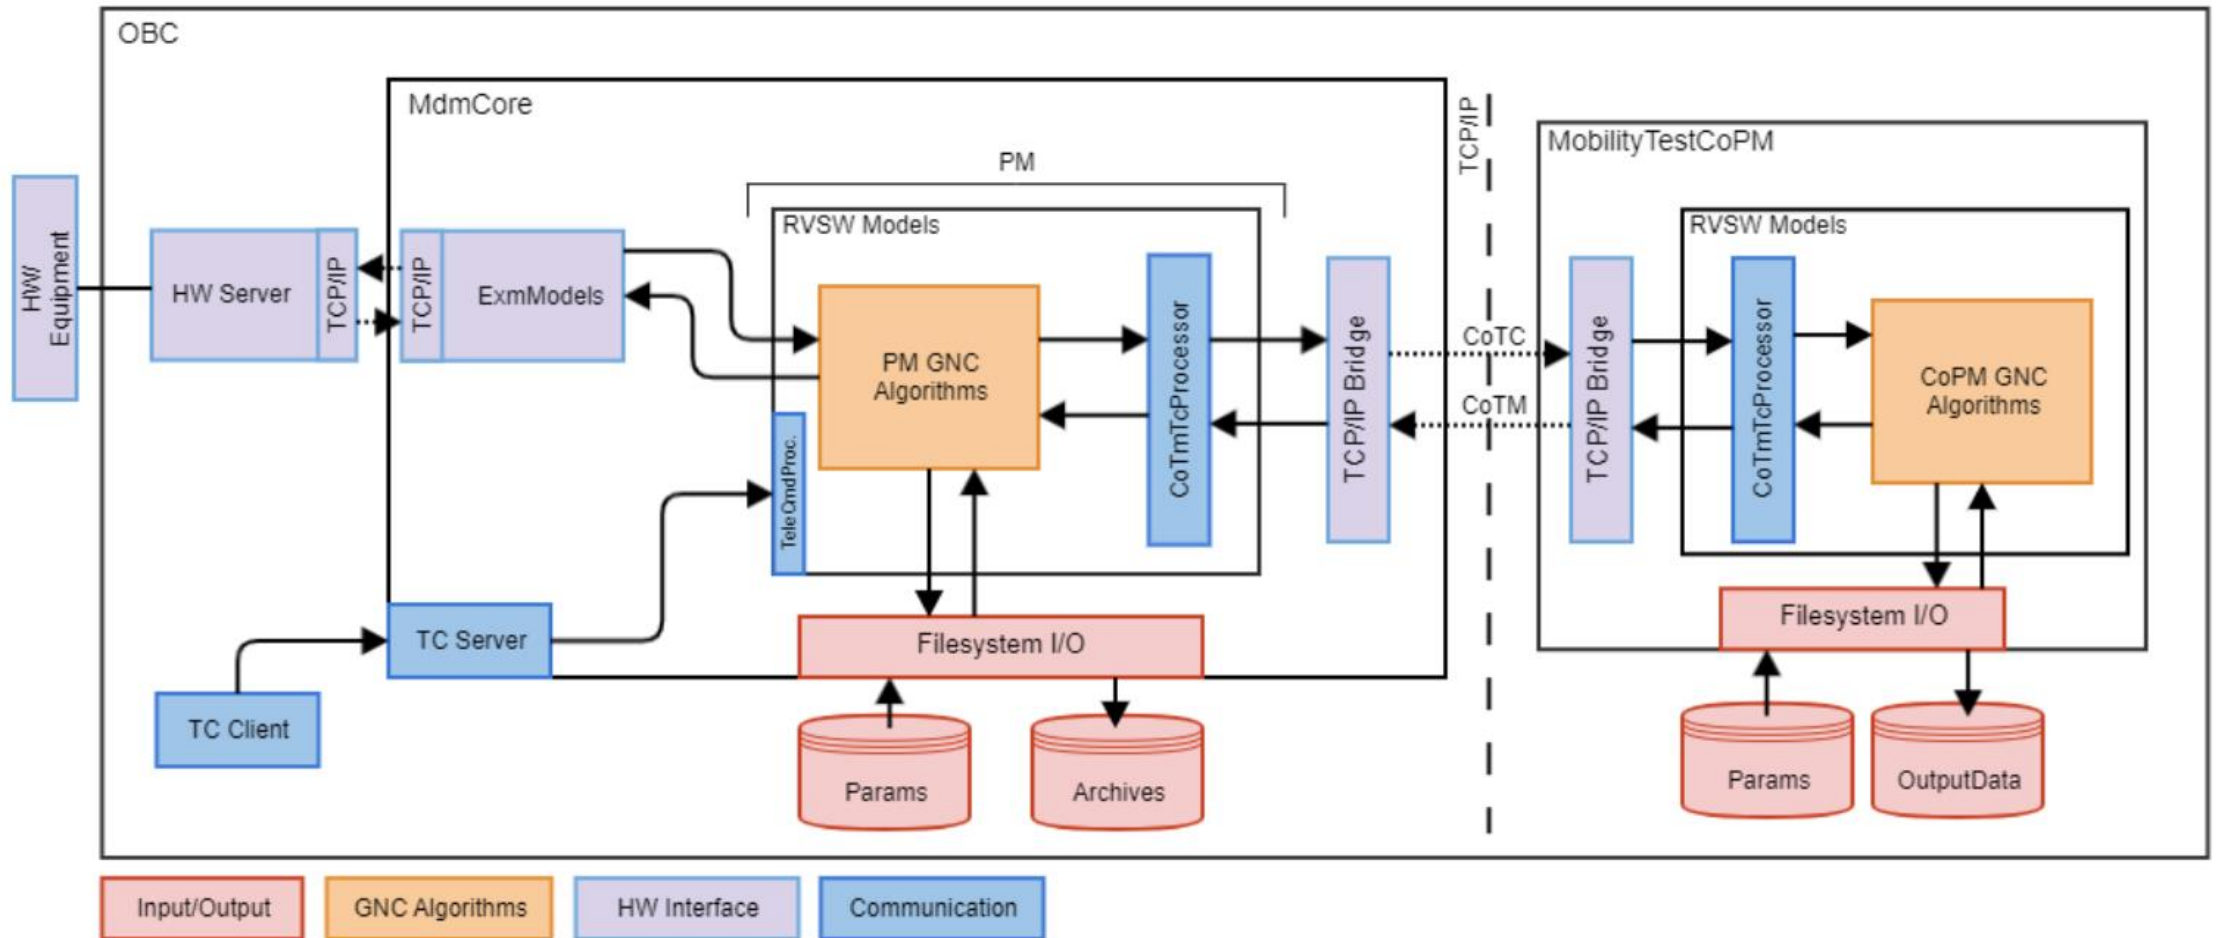 OBC
MdmCore
TCP/IP
MobilityTestCoPM
PM
RVSW Models
RVSW Models
HW
Equipment
HW Server
TCP/IP
TCP/IP
ExmModels
PM GNC
Algorithms
CoTmTcProcessor
TCP/IP Bridge
CoTC
CoTM
TCP/IP Bridge
CoTmTcProcessor
CoPM GNC
Algorithms
TeleCmdProc.
TC Server
Filesystem I/O
Filesystem I/O
TC Client
Params
Archives
Params
OutputData
Input/Output
GNC Algorithms
HW Interface
Communication